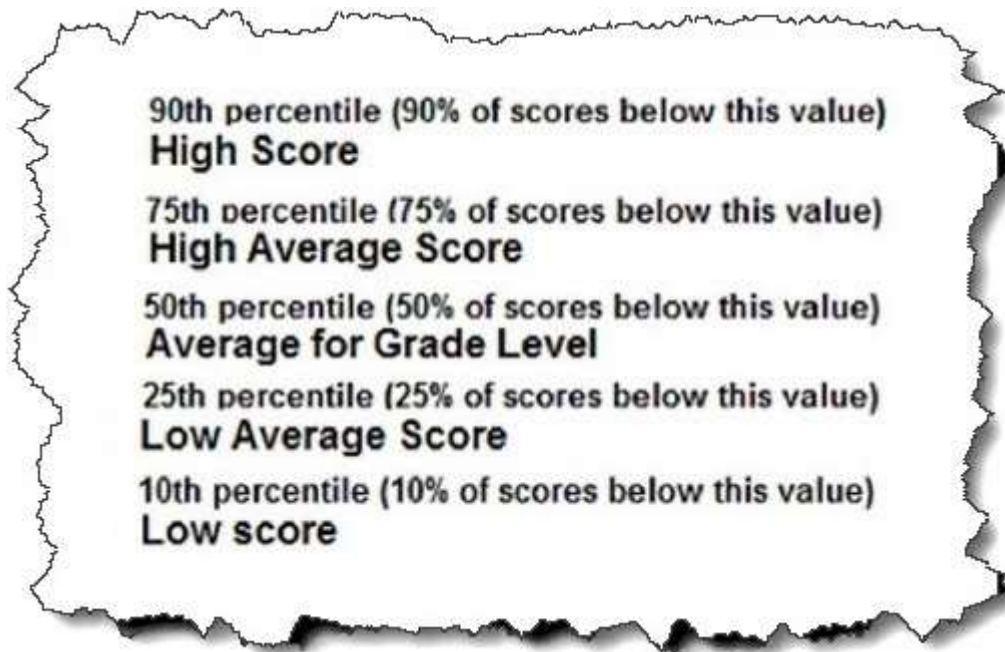 90th percentile (90% of scores below this value)
High Score
75th percentile (75% of scores below this value)
High Average Score
50th percentile (50% of scores below this value)
Average for Grade Level
25th percentile (25% of scores below this value)
Low Average Score
10th percentile (10% of scores below this value)
Low score